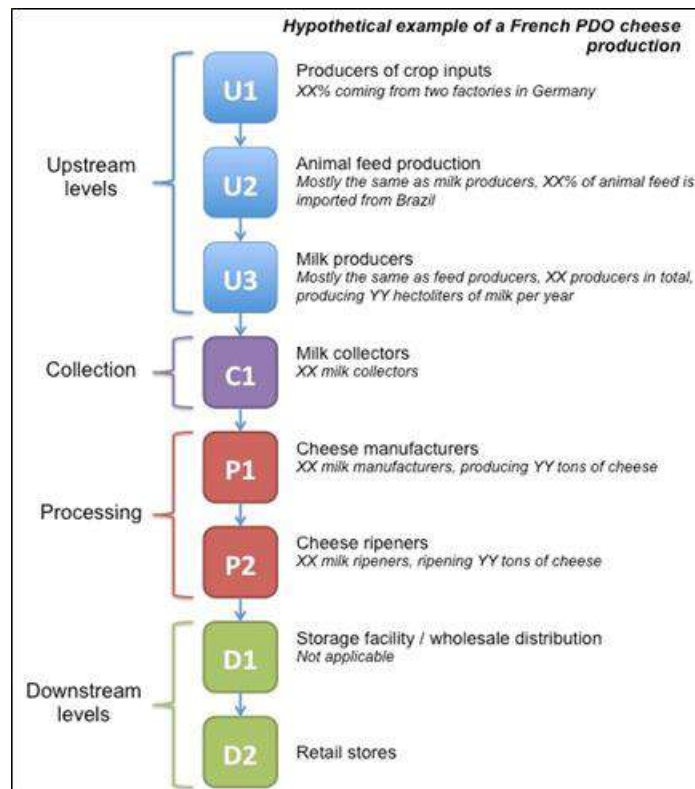 Hypothetical example of a French PDO cheese
production
U1
Producers of crop inputs
XX% coming from two factories in Germany
Upstream
levels
U2
Animal feed production
Mostly the same as milk producers, XX% of animal feed is
imported from Brazil
U3
Milk producers
Mostly the same as feed producers, XX producers in total,
producing YY hectoliters of milk per year
Collection
C1
Milk collectors
XX milk collectors
Processing
P1
Cheese manufacturers
XX milk manufacturers, producing YY tons of cheese
P2
Cheese ripeners
XX milk ripeners, ripening YY tons of cheese
Downstream
levels
D1
Storage facility / wholesale distribution
Not applicable
D2
Retail stores